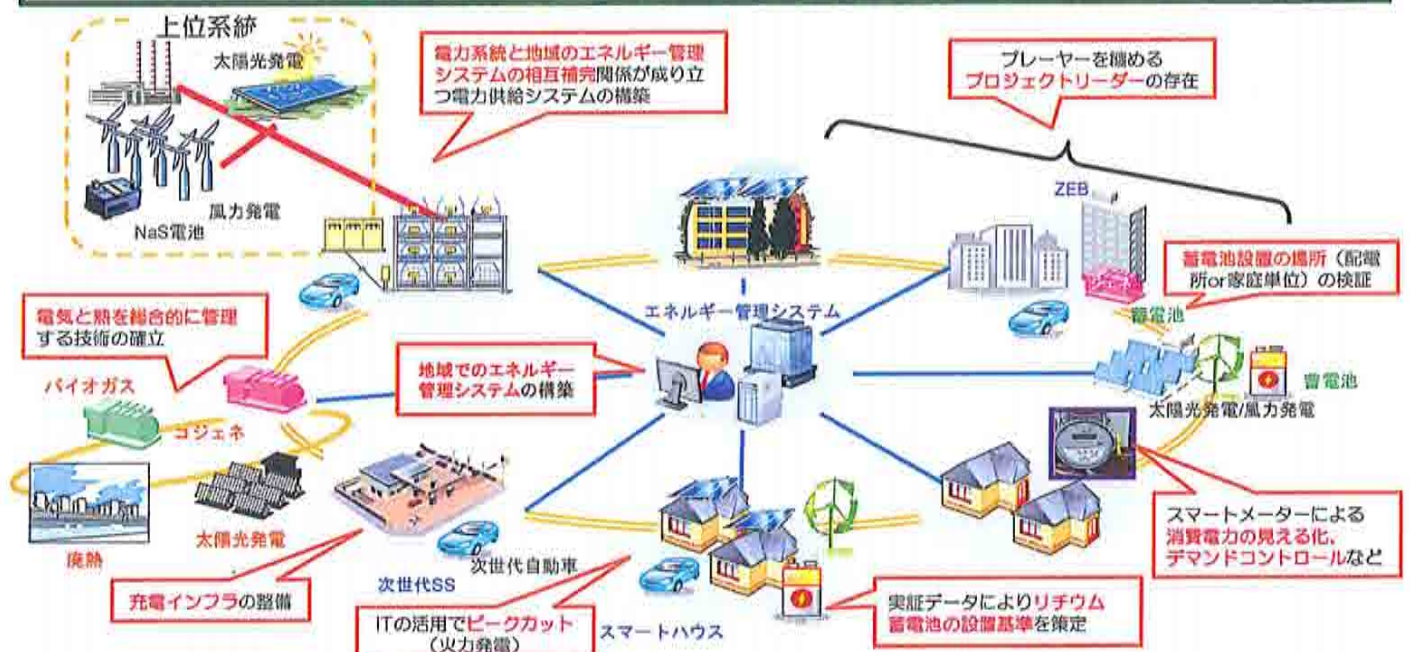 上位系統
太陽光発電
風力発電
NaS電池
電力系統と地域のエネルギー管理
システムの相互補完関係が成り立
つ電力供給システムの構築
プレーヤーを纏める
プロジェクトリーダーの存在
ZEB
蓄電池設置の場所（配電
所or家庭単位）の検証
蓄電池
エネルギー管理システム
電気と熱を総合的に管理
する技術の確立
地域でのエネルギー
管理システムの構築
バイオガス
コジェネ
蓄電池
太陽光発電/風力発電
廃熱
太陽光発電
スマートメーターによる
消費電力の見える化、
デマンドコントロールなど
充電インフラの整備
次世代SS
次世代自動車
ITの活用でピークカット
（火力発電）
スマートハウス
実証データによりリチウム
蓄電池の設置基準を策定